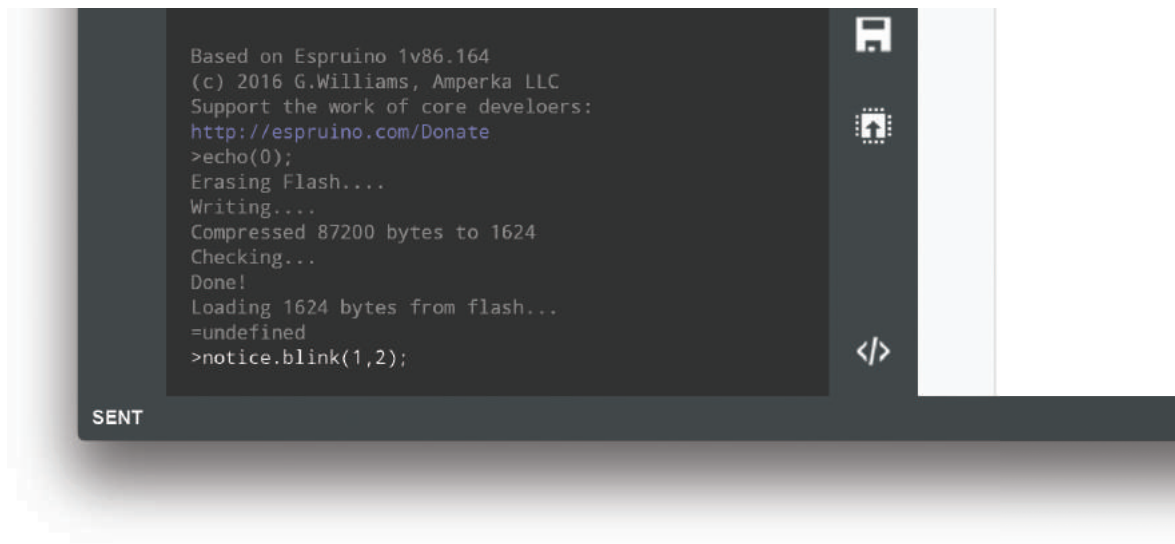 Based on Espruino 1v86.164
(c) 2016 G.Williams, Amperka LLC
Support the work of core develoers:
http://espruino.com/Donate
>echo(0);
Erasing Flash....
Writing....
Compressed 87200 bytes to 1624
Checking...
Done!
Loading 1624 bytes from flash...
=undefined
>notice.blink(1,2);
</>
SENT